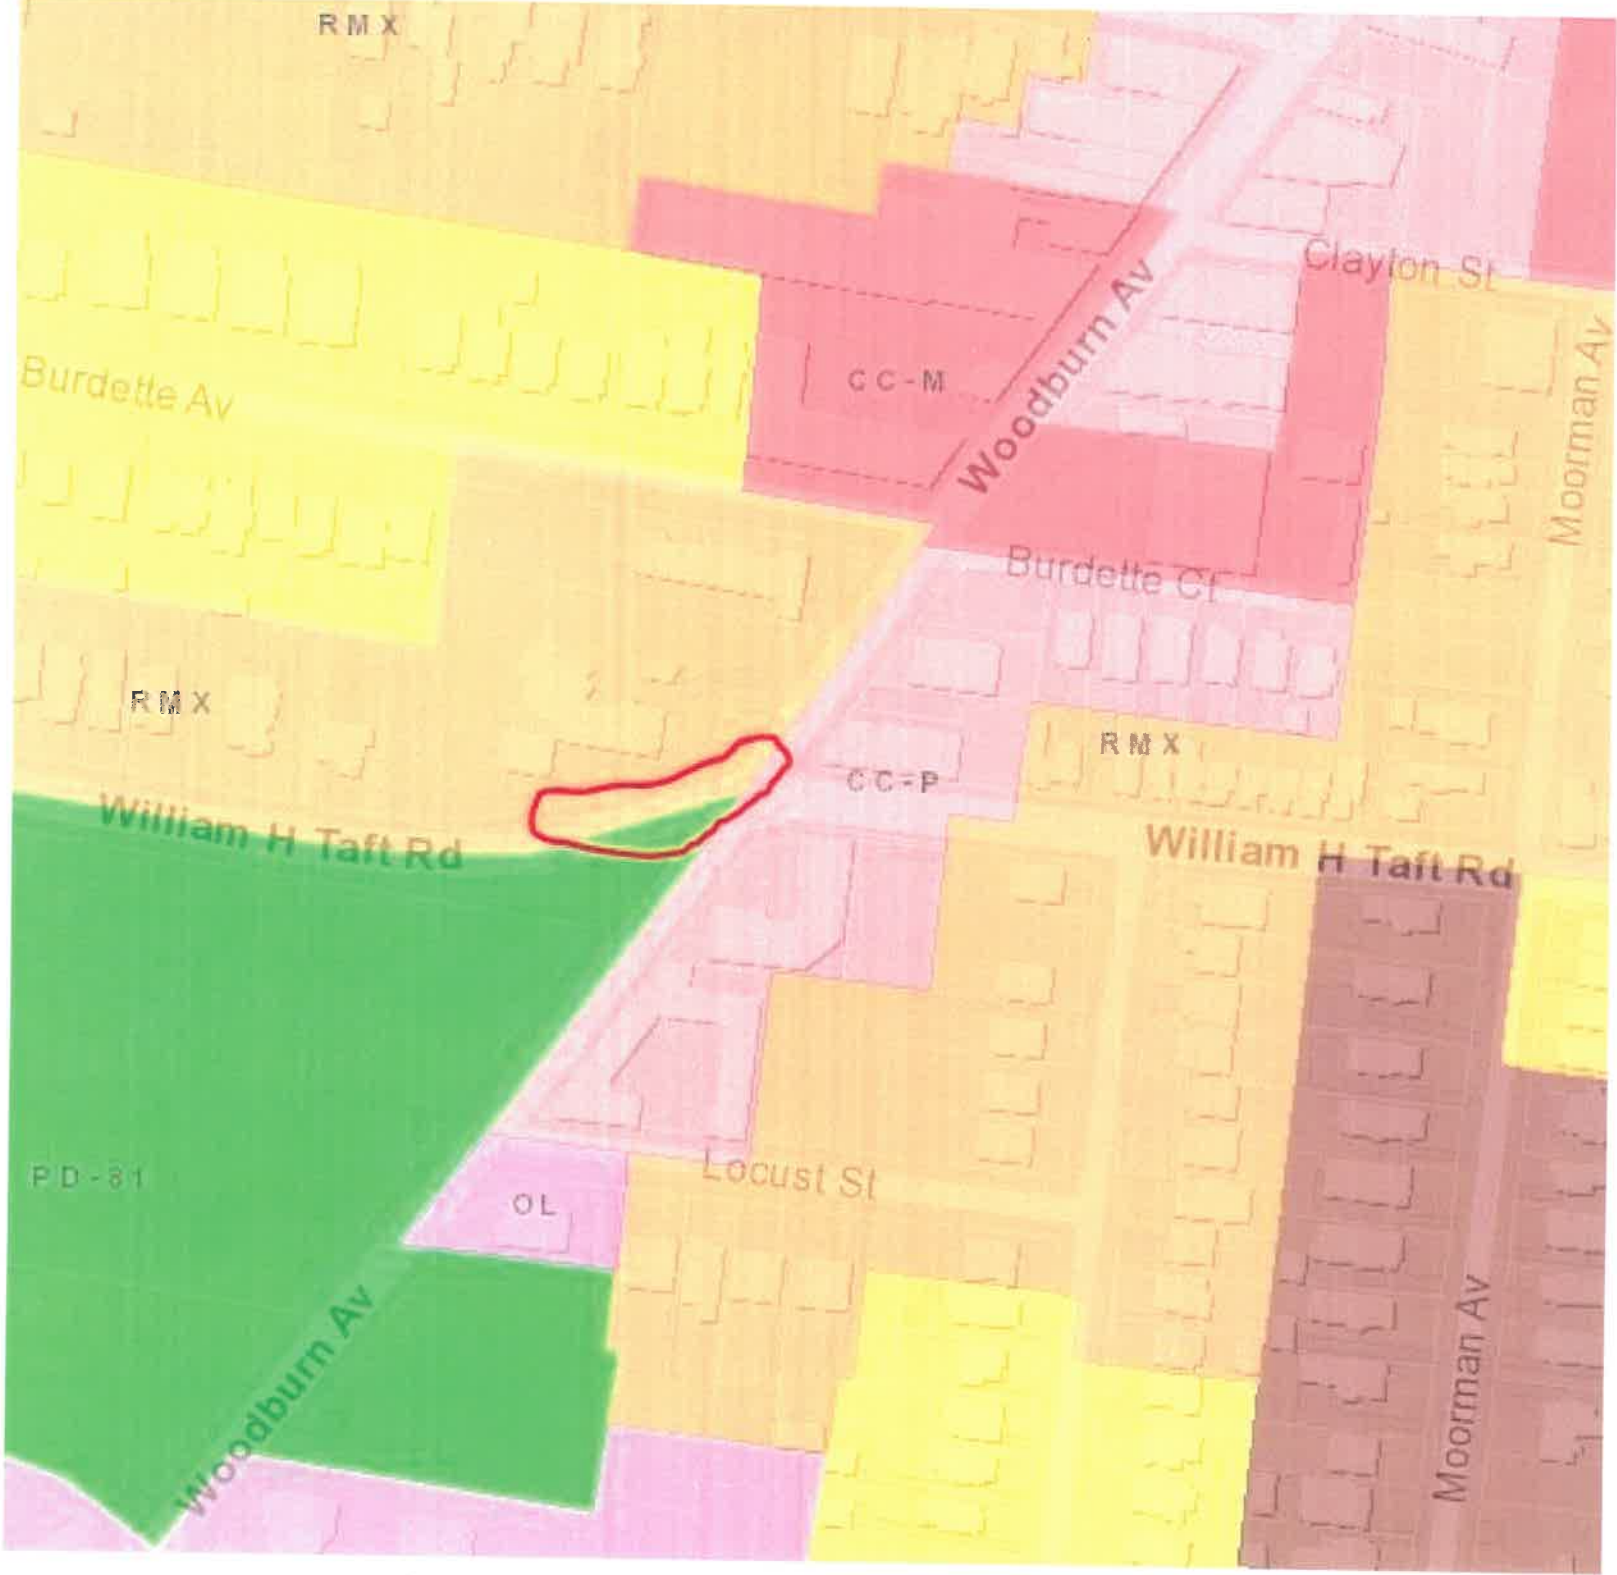 RMX
Clayton St
Woodburn Av
Moorman Av
Burdette Av
CC-M
Burdette Ct
RMX
RMX
CC-P
William H Taft Rd
William H Taft Rd
PD-81
Locust St
OL
Woodburn Av
Moorman Av